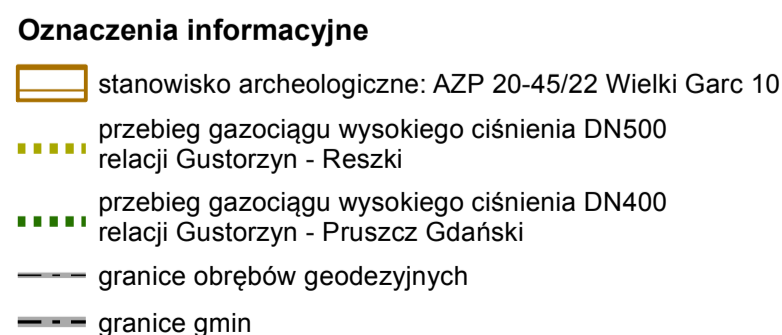 Oznaczenia informacyjne
stanowisko archeologiczne: AZP 20-45/22 Wielki Garc 10
przebieg gazociągu wysokiego ciśnienia DN500
relacji Gustorzyn - Reszki
przebieg gazociągu wysokiego ciśnienia DN400
relacji Gustorzyn - Pruszcz Gdański
granice obrębów geodezyjnych
granice gmin